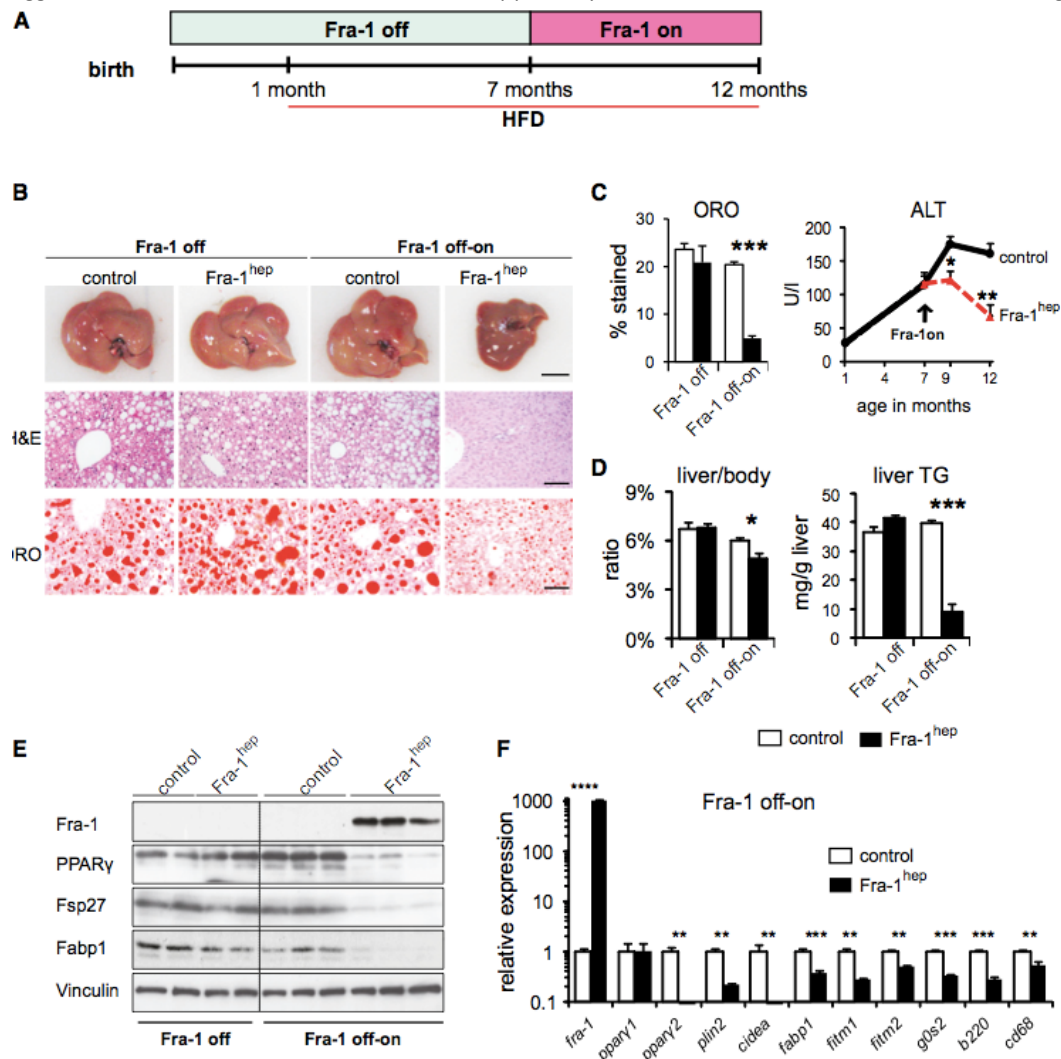 A
Fra-1 off
Fra-1 on
birth
1 month
7 months
12 months
HFD
B
Fra-1 off
Fra-1 off-on
control
Fra-1hep
control
Fra-1hep
H&E
ORO
C
ORO
% stained
30
20
10
0
***
Fra-1 off
Fra-1 off-on
ALT
U/l
200
150
100
50
0
control
*
**
Fra-1hep
Fra-1on
1
4
7
9
12
age in months
D
liver/body
ratio
9%
6%
3%
0%
*
Fra-1 off
Fra-1 off-on
liver TG
mg/g liver
50
40
30
20
10
0
***
Fra-1 off
Fra-1 off-on
control
Fra-1hep
E
control
Fra-1hep
control
Fra-1hep
Fra-1
PPARγ
Fsp27
Fabp1
Vinculin
Fra-1 off
Fra-1 off-on
F
Fra-1 off-on
relative expression
1000
100
10
1
0.1
control
Fra-1hep
****
**
**
**
***
**
**
***
***
**
fra-1
pparγ1
pparγ2
plin2
cidea
fabp1
fitm1
fitm2
g0s2
b220
cd68